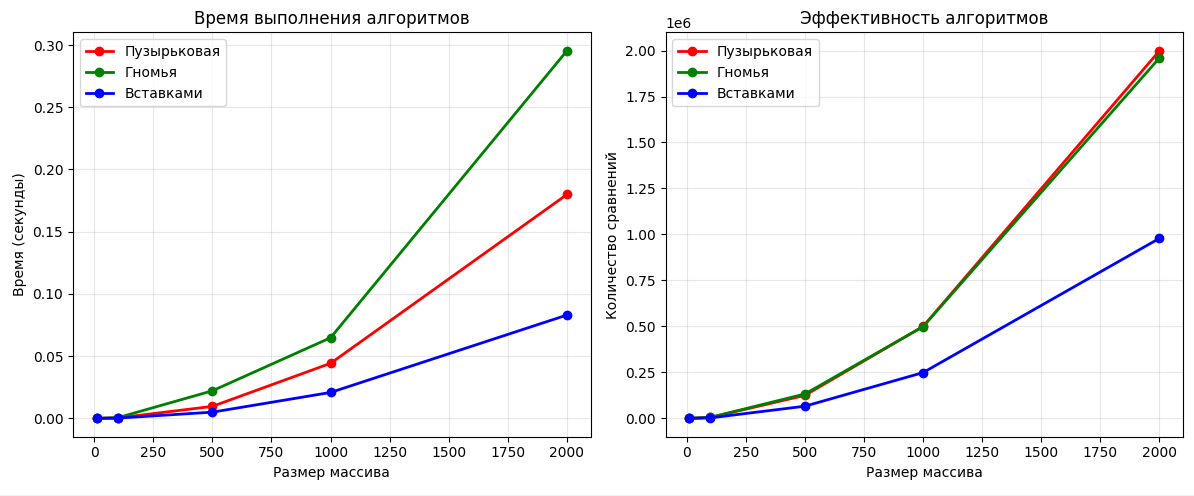 Время выполнения алгоритмов
Пузырьковая
Гномья
Вставками
0.30
0.25
0.20
0.15
0.10
0.05
0.00
Время (секунды)
0 250 500 750 1000 1250 1500 1750 2000
Размер массива
Эффективность алгоритмов
1e6
Пузырьковая
Гномья
Вставками
2.00
1.75
1.50
1.25
1.00
0.75
0.50
0.25
0.00
Количество сравнений
0 250 500 750 1000 1250 1500 1750 2000
Размер массива